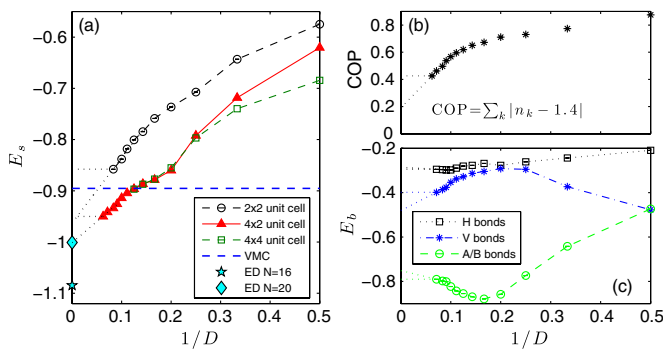 (a)
−0.6
−0.7
−0.8
−0.9
−1
−1.1
E_s
0 0.1 0.2 0.3 0.4 0.5
1/D
2x2 unit cell
4x2 unit cell
4x4 unit cell
VMC
ED N=16
ED N=20
(b)
0.8
0.6
0.4
0.2
0
COP
COP=∑_k |n_k − 1.4|
−0.2
−0.4
−0.6
−0.8
E_b
H bonds
V bonds
A/B bonds
(c)
0 0.1 0.2 0.3 0.4 0.5
1/D